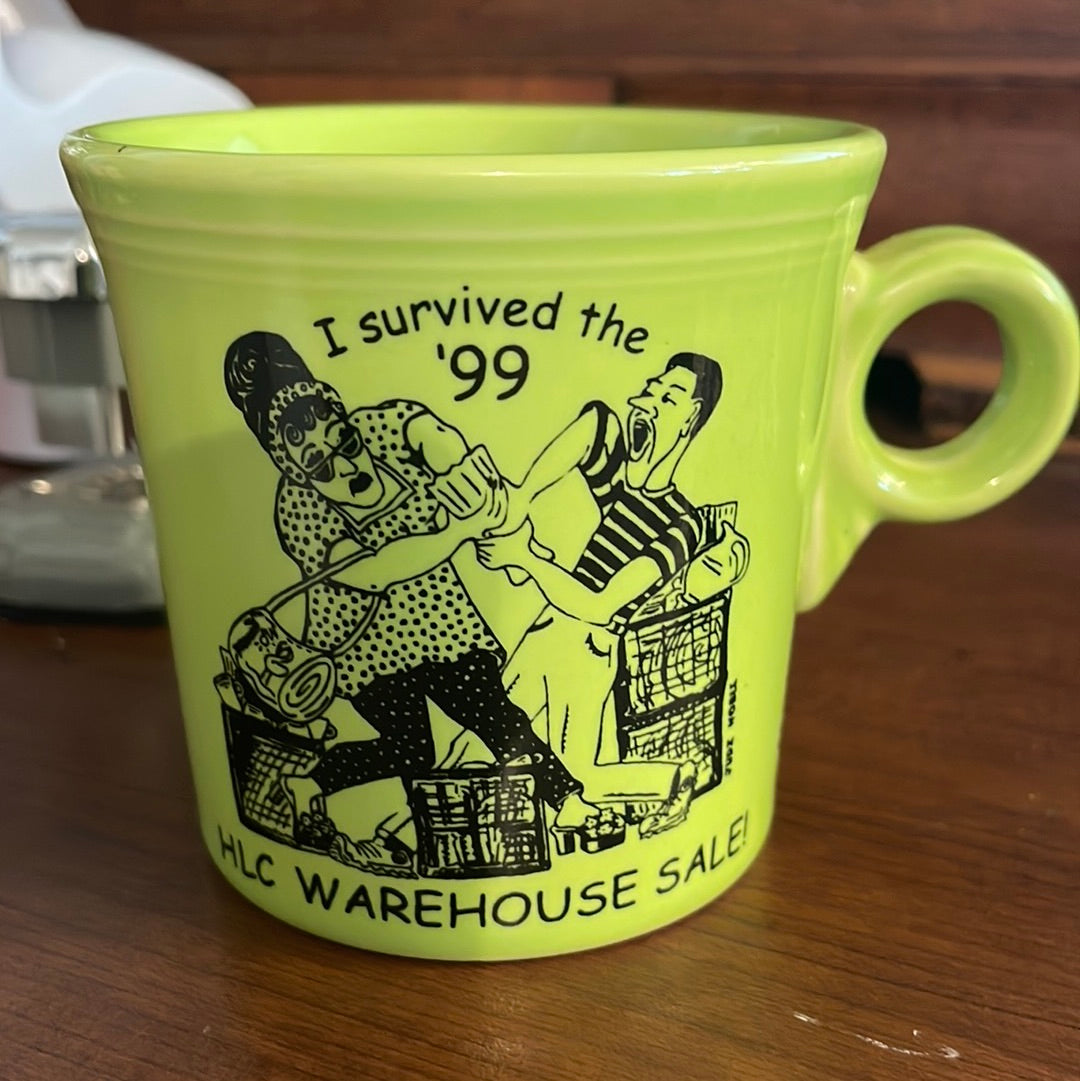 I survived the
'99
HLC WAREHOUSE SALE!